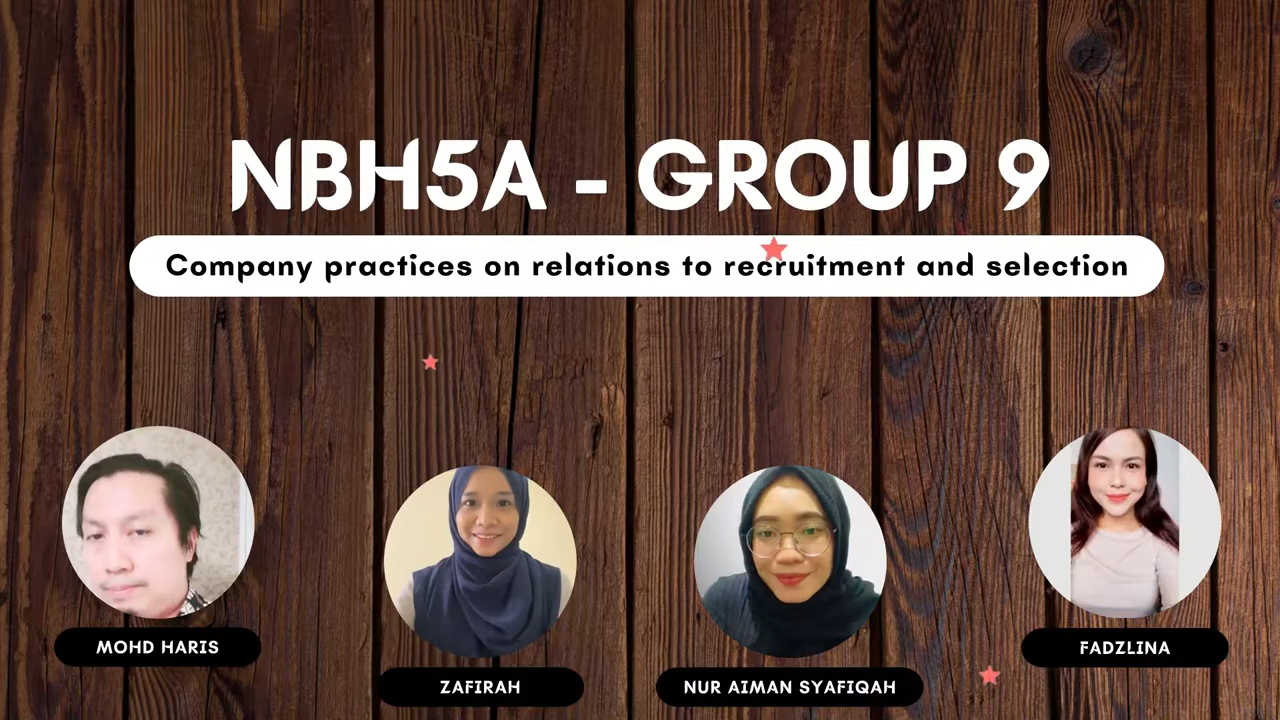 NBH5A - GROUP 9
Company practices on relations to recruitment and selection
MOHD HARIS
ZAFIRAH
NUR AIMAN SYAFIQAH
FADZLINA